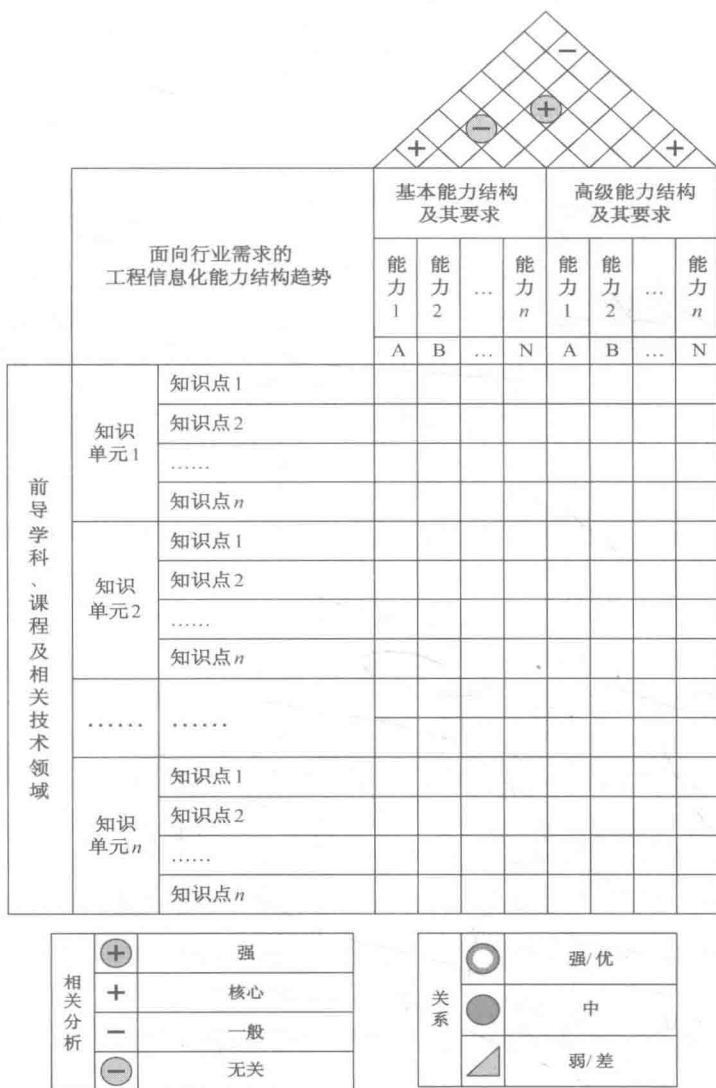 −
+
−
+
+
基本能力结构
及其要求
高级能力结构
及其要求
面向行业需求的
工程信息化能力结构趋势
能力1
能力2
…
能力n
能力1
能力2
…
能力n
A B … N A B … N
前导学科、课程及相关技术领域
知识
单元1
知识点1
知识点2
……
知识点n
知识
单元2
知识点1
知识点2
……
知识点n
……
……
知识
单元n
知识点1
知识点2
……
知识点n
相关分析
+ 强
+ 核心
− 一般
− 无关
关系
强/优
中
弱/差